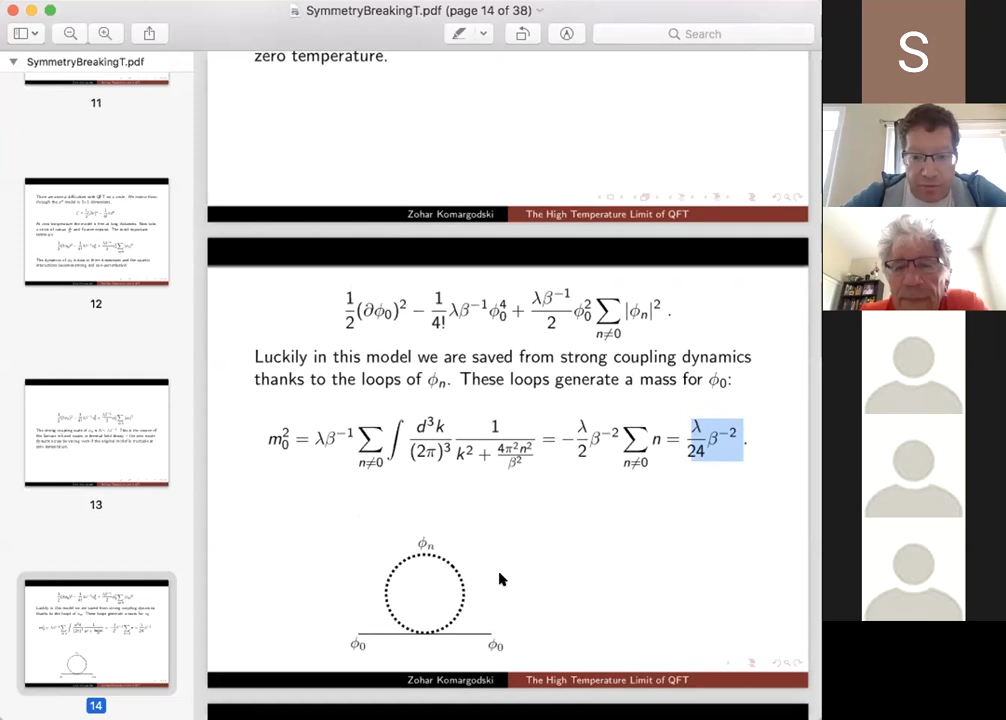 SymmetryBreakingT.pdf (page 14 of 38)
Search
SymmetryBreakingT.pdf
11
12
13
14
zero temperature.
Zohar Komargodski The High Temperature Limit of QFT
1/2 (∂ϕ₀)² − 1/4! λβ⁻¹ϕ₀⁴ + λβ⁻¹/2 ϕ₀² ∑_{n≠0} |ϕₙ|² .
Luckily in this model we are saved from strong coupling dynamics
thanks to the loops of ϕₙ. These loops generate a mass for ϕ₀:
m₀² = λβ⁻¹ ∑_{n≠0} ∫ d³k/(2π)³ 1/(k² + 4π²n²/β²) = −λ/2 β⁻² ∑_{n≠0} n = λ/24 β⁻² .
ϕₙ
ϕ₀ ϕ₀
Zohar Komargodski The High Temperature Limit of QFT
S